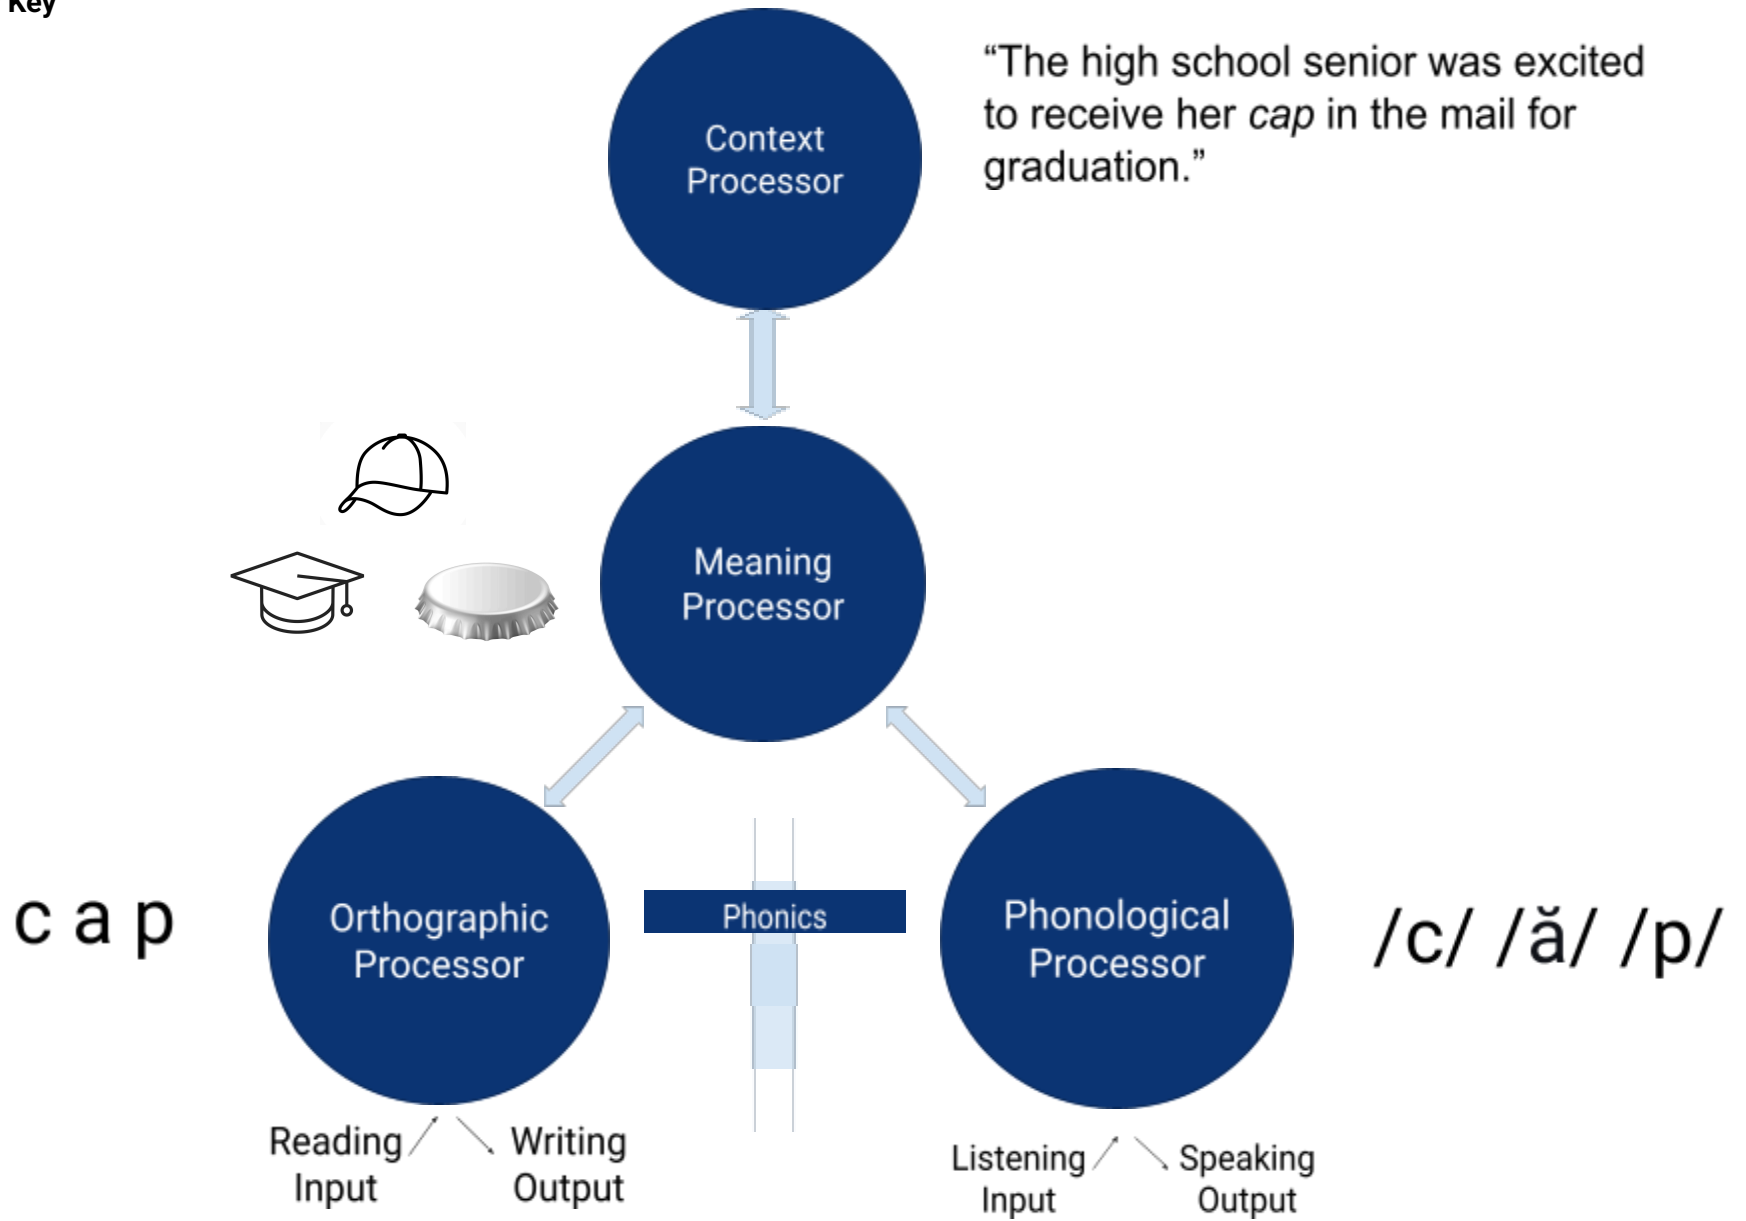 Key
Context
Processor
“The high school senior was excited
to receive her cap in the mail for
graduation.”
Meaning
Processor
c a p
Orthographic
Processor
Phonics
Phonological
Processor
/c/ /ă/ /p/
Reading
Input
Writing
Output
Listening
Input
Speaking
Output